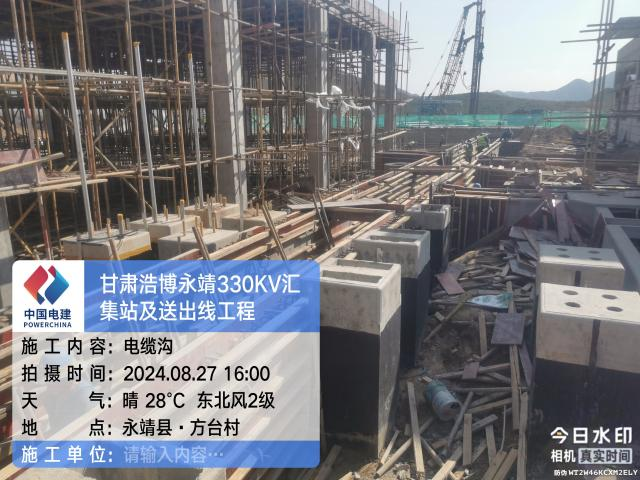 中国电建
POWERCHINA
甘肃浩博永靖330KV汇
集站及送出线工程
施工内容：电缆沟
拍摄时间：2024.08.27 16:00
天气：晴 28℃ 东北风2级
地点：永靖县·方台村
施工单位：请输入内容…
今日水印
相机 真实时间
防伪 WT2W46KCXM2ELY